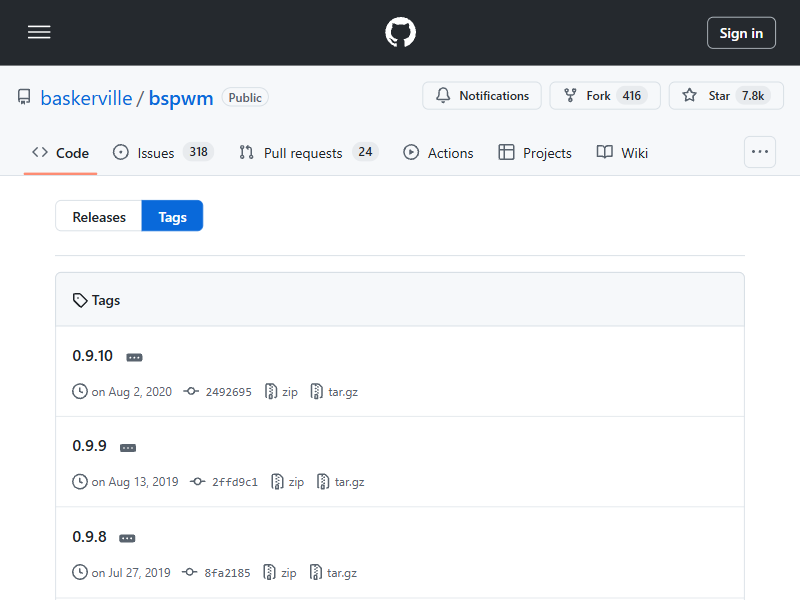 Sign in
baskerville / bspwm Public
Notifications Fork 416 Star 7.8k
Code Issues 318 Pull requests 24 Actions Projects Wiki
Releases Tags
Tags
0.9.10
on Aug 2, 2020 2492695 zip tar.gz
0.9.9
on Aug 13, 2019 2ffd9c1 zip tar.gz
0.9.8
on Jul 27, 2019 8fa2185 zip tar.gz